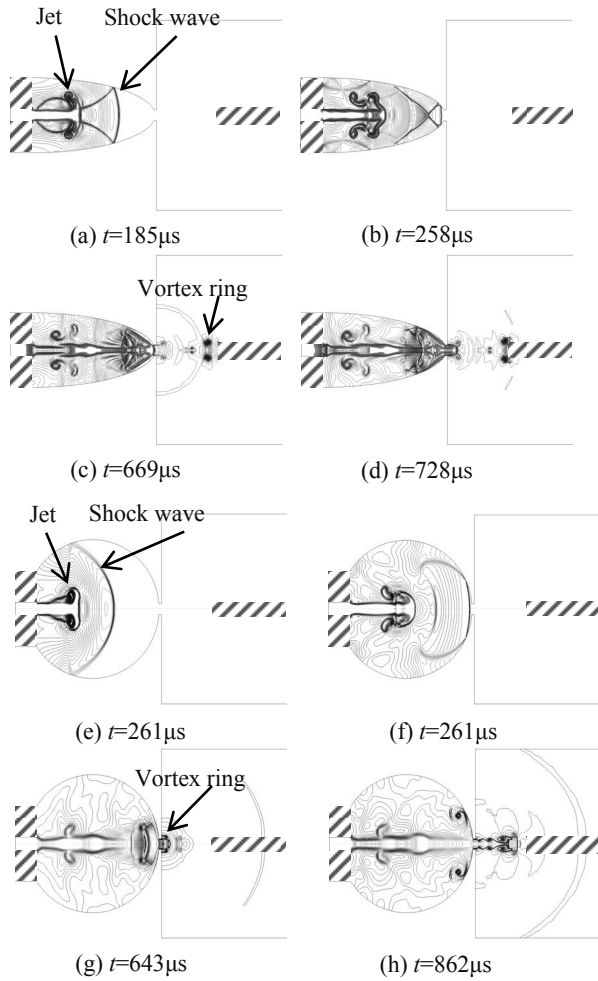 Jet
Shock wave
(a) t=185μs
(b) t=258μs
Vortex ring
(c) t=669μs
(d) t=728μs
Jet
Shock wave
(e) t=261μs
(f) t=261μs
Vortex ring
(g) t=643μs
(h) t=862μs